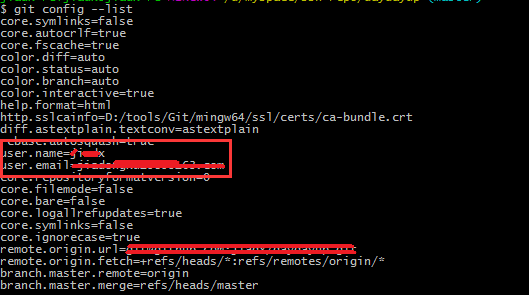 $ git config --list
core.symlinks=false
core.autocrlf=true
core.fscache=true
color.diff=auto
color.status=auto
color.branch=auto
color.interactive=true
help.format=html
http.sslcainfo=D:/tools/Git/mingw64/ssl/certs/ca-bundle.crt
diff.astextplain.textconv=astextplain
rebase.autosquash=true
user.name=
user.email=
core.repositoryformatversion=0
core.filemode=false
core.bare=false
core.logallrefupdates=true
core.symlinks=false
core.ignorecase=true
remote.origin.url=
remote.origin.fetch=+refs/heads/*:refs/remotes/origin/*
branch.master.remote=origin
branch.master.merge=refs/heads/master